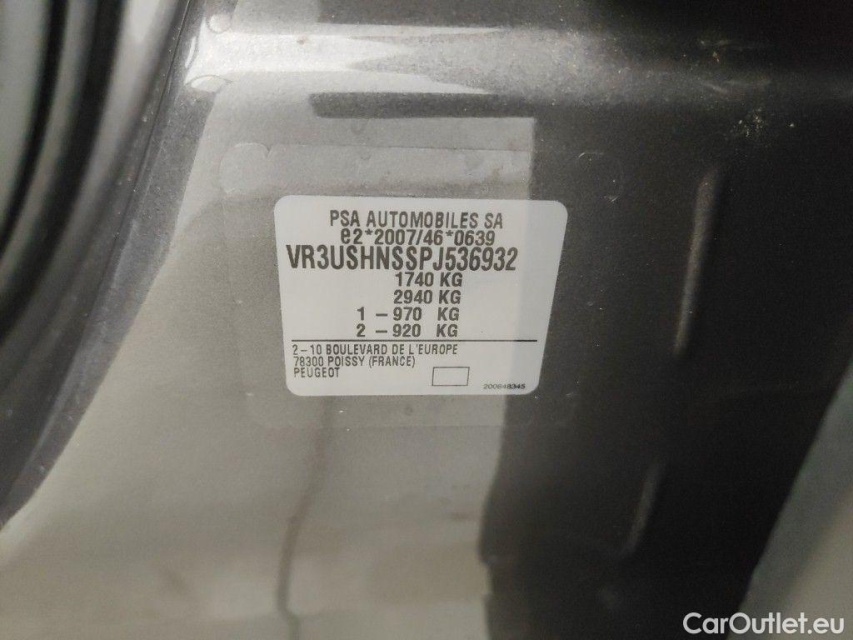 PSA AUTOMOBILES SA
e2*2007/46*0639
VR3USHNSSPJ536932
1740 KG
2940 KG
1 - 970 KG
2 - 920 KG
2-10 BOULEVARD DE L'EUROPE
78300 POISSY (FRANCE)
PEUGEOT
CarOutlet.eu